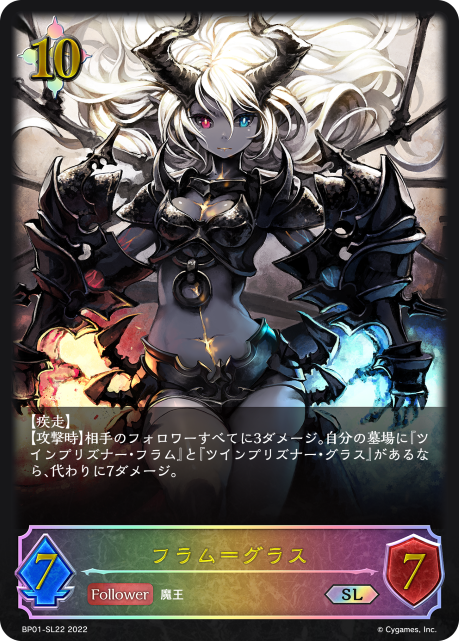 10
【疾走】
【攻撃時】相手のフォロワーすべてに3ダメージ。自分の墓場に『ツ
インプリズナー・フラム』と『ツインプリズナー・グラス』があるな
ら、代わりに7ダメージ。
フラム＝グラス
7
7
Follower 魔王
SL
BP01-SL22 2022
© Cygames, Inc.